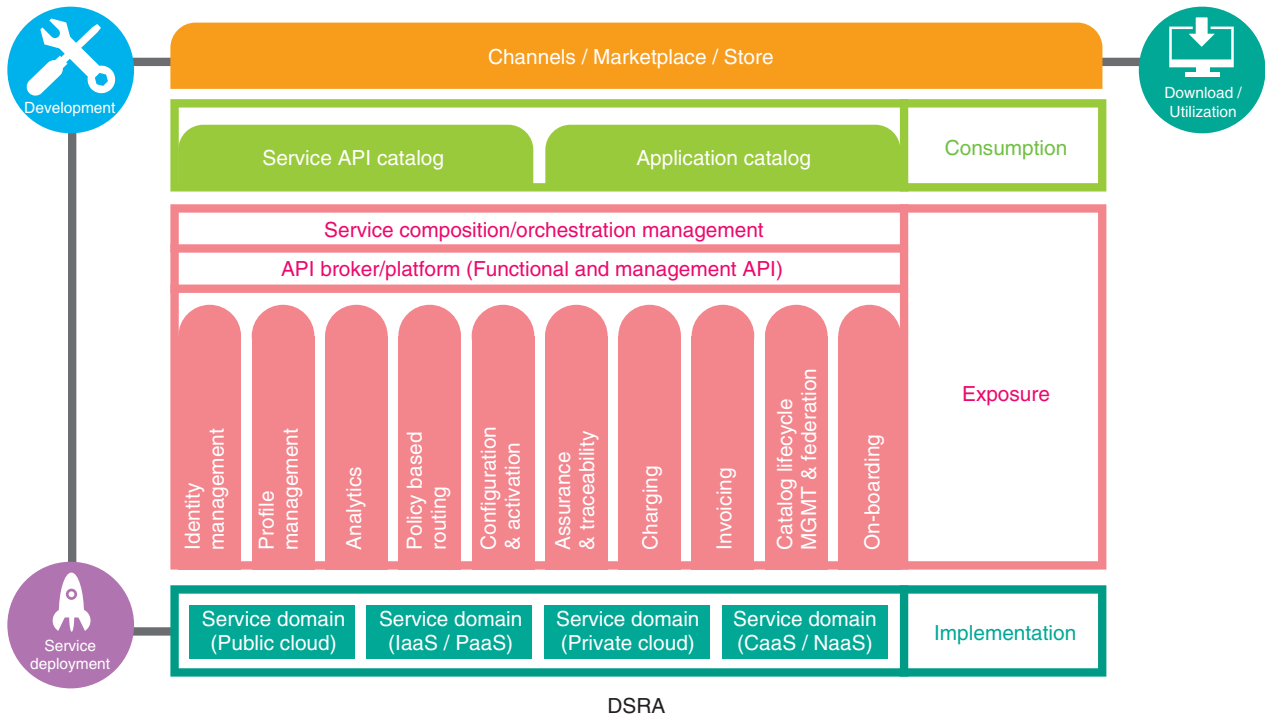 Development
Channels / Marketplace / Store
Download /
Utilization
Service API catalog
Application catalog
Consumption
Service composition/orchestration management
API broker/platform (Functional and management API)
Identity
management
Profile
management
Analytics
Policy based
routing
Configuration
& activation
Assurance
& traceability
Charging
Invoicing
Catalog lifecycle
MGMT & federation
On-boarding
Exposure
Service
deployment
Service domain
(Public cloud)
Service domain
(IaaS / PaaS)
Service domain
(Private cloud)
Service domain
(CaaS / NaaS)
Implementation
DSRA